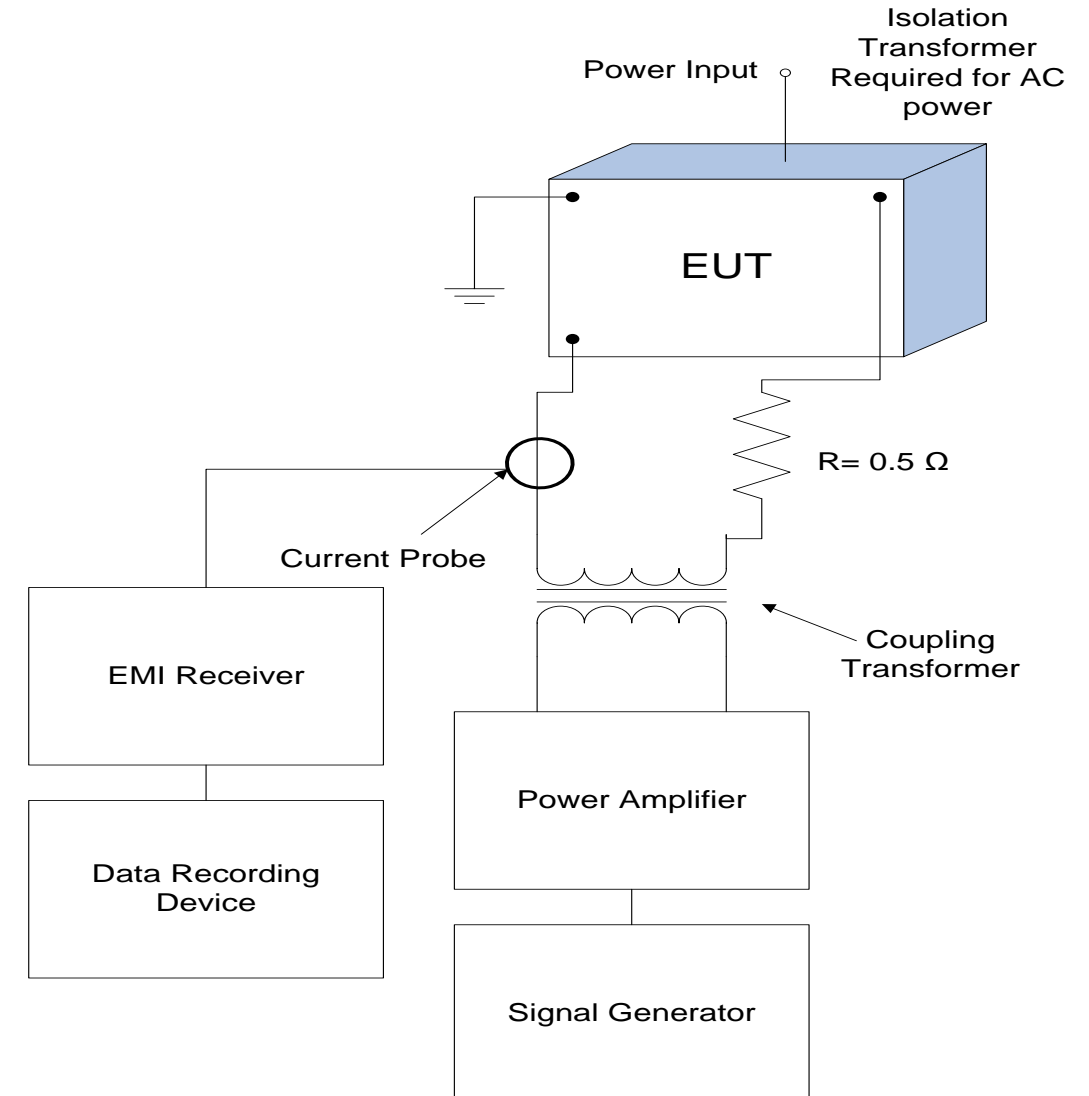 Isolation
Transformer
Required for AC
power
Power Input
EUT
R= 0.5 Ω
Current Probe
Coupling
Transformer
EMI Receiver
Power Amplifier
Data Recording
Device
Signal Generator